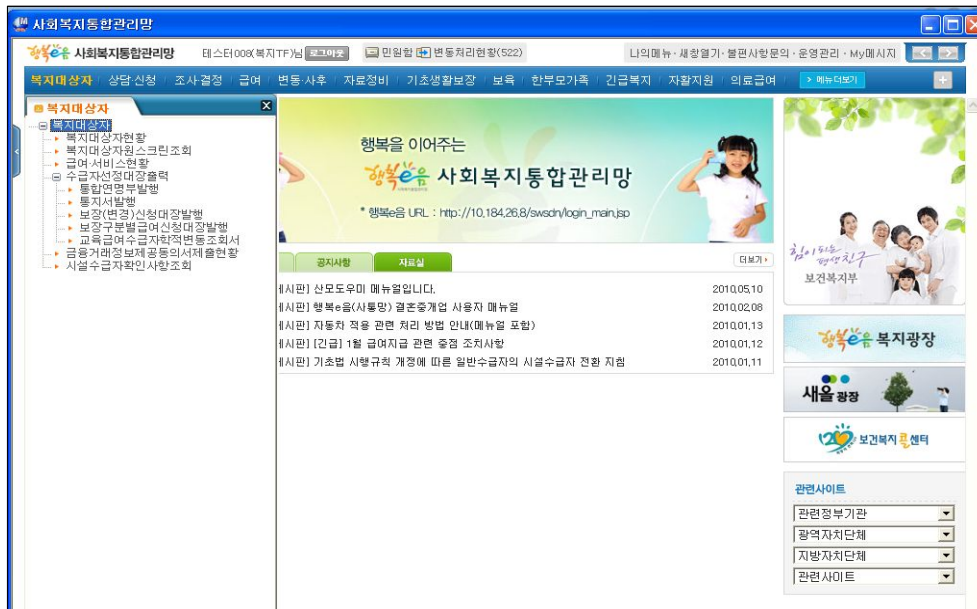 사회복지통합관리망
행복e음 사회복지통합관리망 테스터008(복지TF)님 로그아웃 민원함 변동처리현황(522) 나의메뉴·새창열기·불편사항문의·운영관리·My메시지
복지대상자 상담·신청 조사·결정 급여 변동·사후 자료정비 기초생활보장 보육 한부모가족 긴급복지 자활지원 의료급여 > 메뉴더보기
복지대상자
복지대상자
복지대상자현황
복지대상자원스크린조회
급여·서비스현황
수급자선정대장출력
통합연명부발행
통지서발행
보장(변경)신청대장발행
보장구분별급여신청대장발행
교육급여수급자학적변동조회서
금융거래정보제공동의서제출현황
시설수급자확인사항조회
행복을 이어주는
행복e음 사회복지통합관리망
* 행복e음 URL : http://10.184.26.8/swsdn/login_main.jsp
공지사항 자료실 더보기
시판] 산모도우미 메뉴얼입니다. 2010.05.10
시판] 행복e음(사통망) 결혼중개업 사용자 매뉴얼 2010.02.08
시판] 자동차 적용 관련 처리 방법 안내(매뉴얼 포함) 2010.01.13
시판] [긴급] 1월 급여지급 관련 중점 조치사항 2010.01.12
시판] 기초법 시행규칙 개정에 따른 일반수급자의 시설수급자 전환 지침 2010.01.11
힘이 되는
평생친구
보건복지부
행복e음 복지광장
새올광장
129 보건복지콜센터
관련사이트
관련정부기관
광역자치단체
지방자치단체
관련사이트